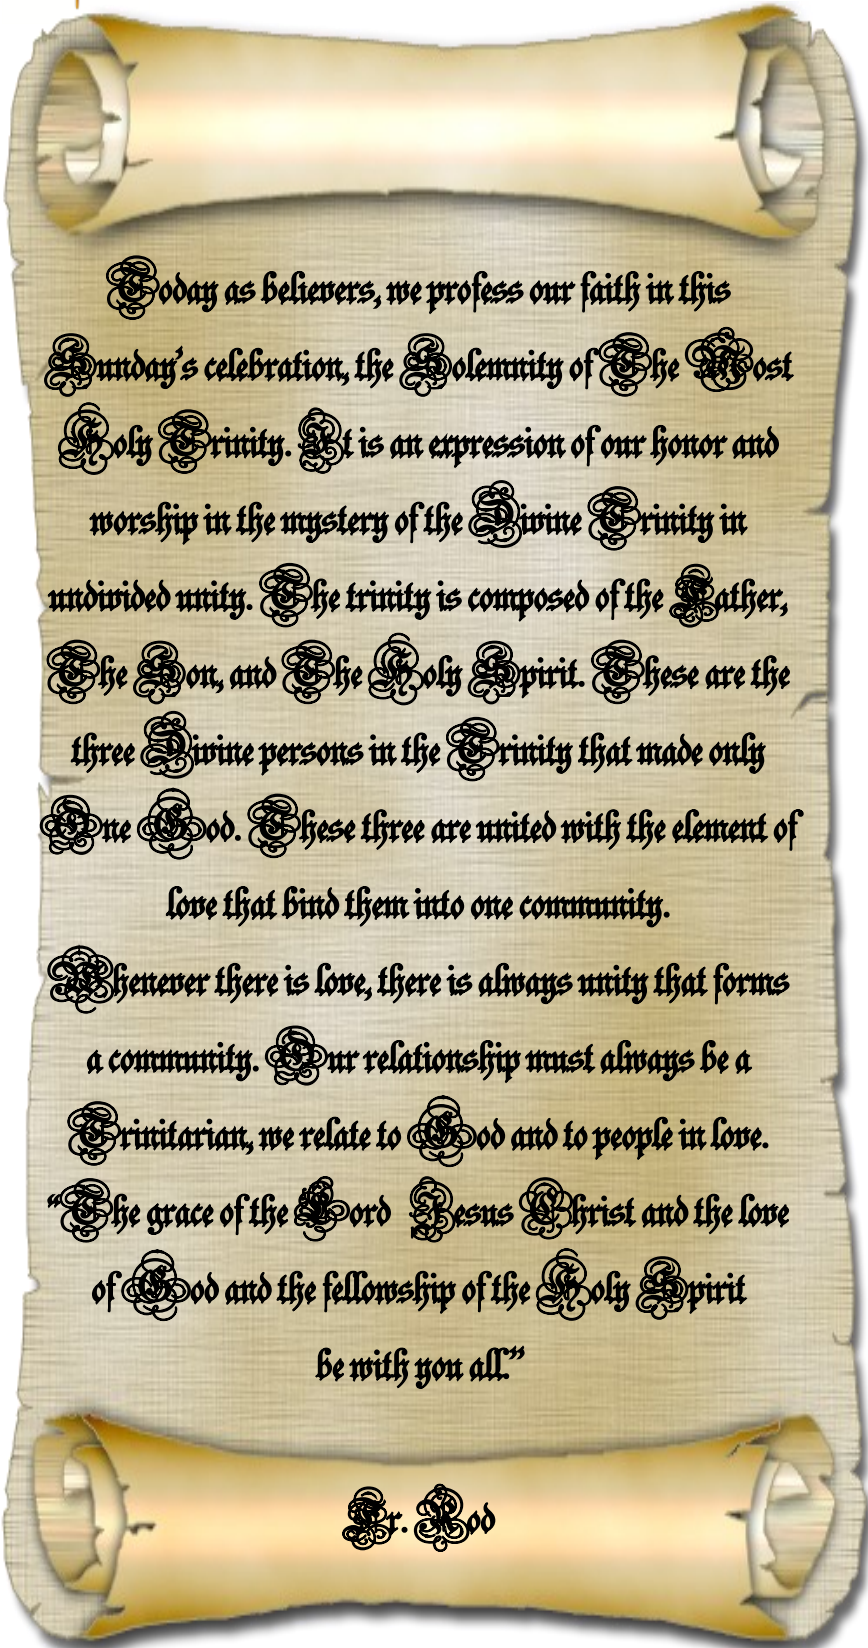 Today as believers, we profess our faith in this
Sunday's celebration, the Solemnity of The Most
Holy Trinity. It is an expression of our honor and
worship in the mystery of the Divine Trinity in
undivided unity. The trinity is composed of the Father,
The Son, and The Holy Spirit. These are the
three Divine persons in the Trinity that made only
One God. These three are united with the element of
love that bind them into one community.
Whenever there is love, there is always unity that forms
a community. Our relationship must always be a
Trinitarian, we relate to God and to people in love.
“The grace of the Lord Jesus Christ and the love
of God and the fellowship of the Holy Spirit
be with you all.”
Fr. Rod